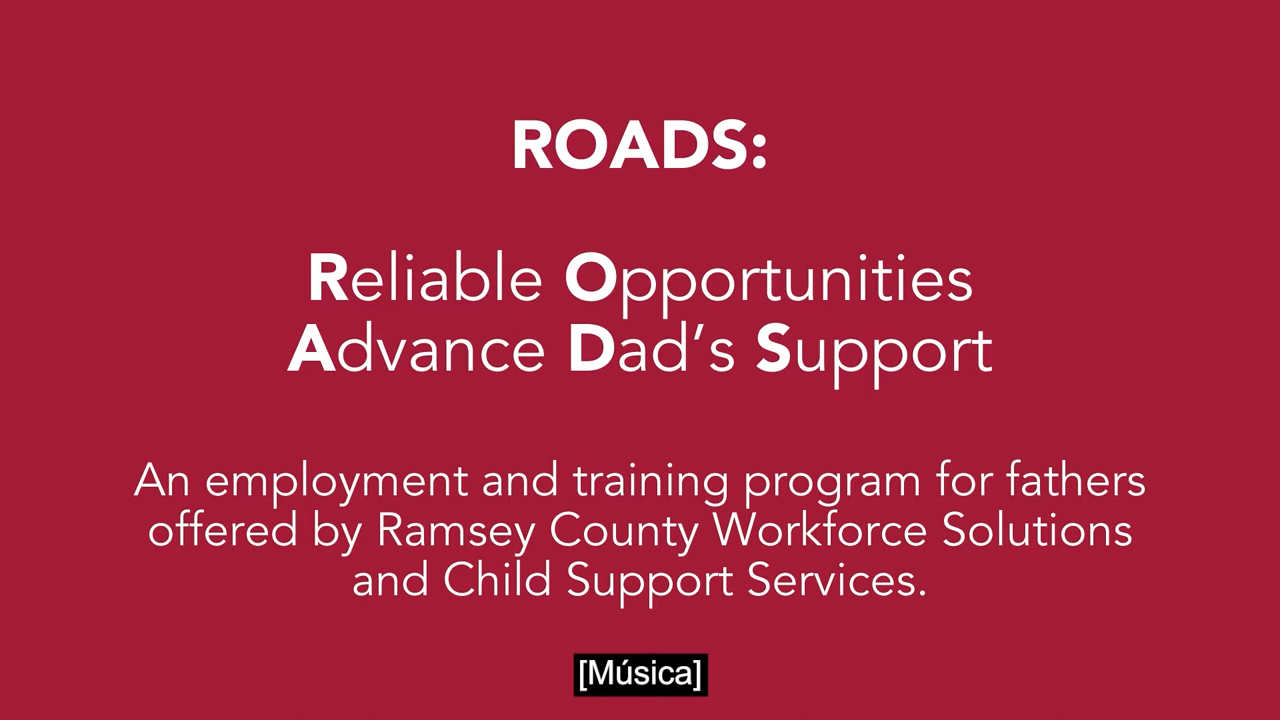 ROADS:
Reliable Opportunities
Advance Dad’s Support
An employment and training program for fathers
offered by Ramsey County Workforce Solutions
and Child Support Services.
[Música]